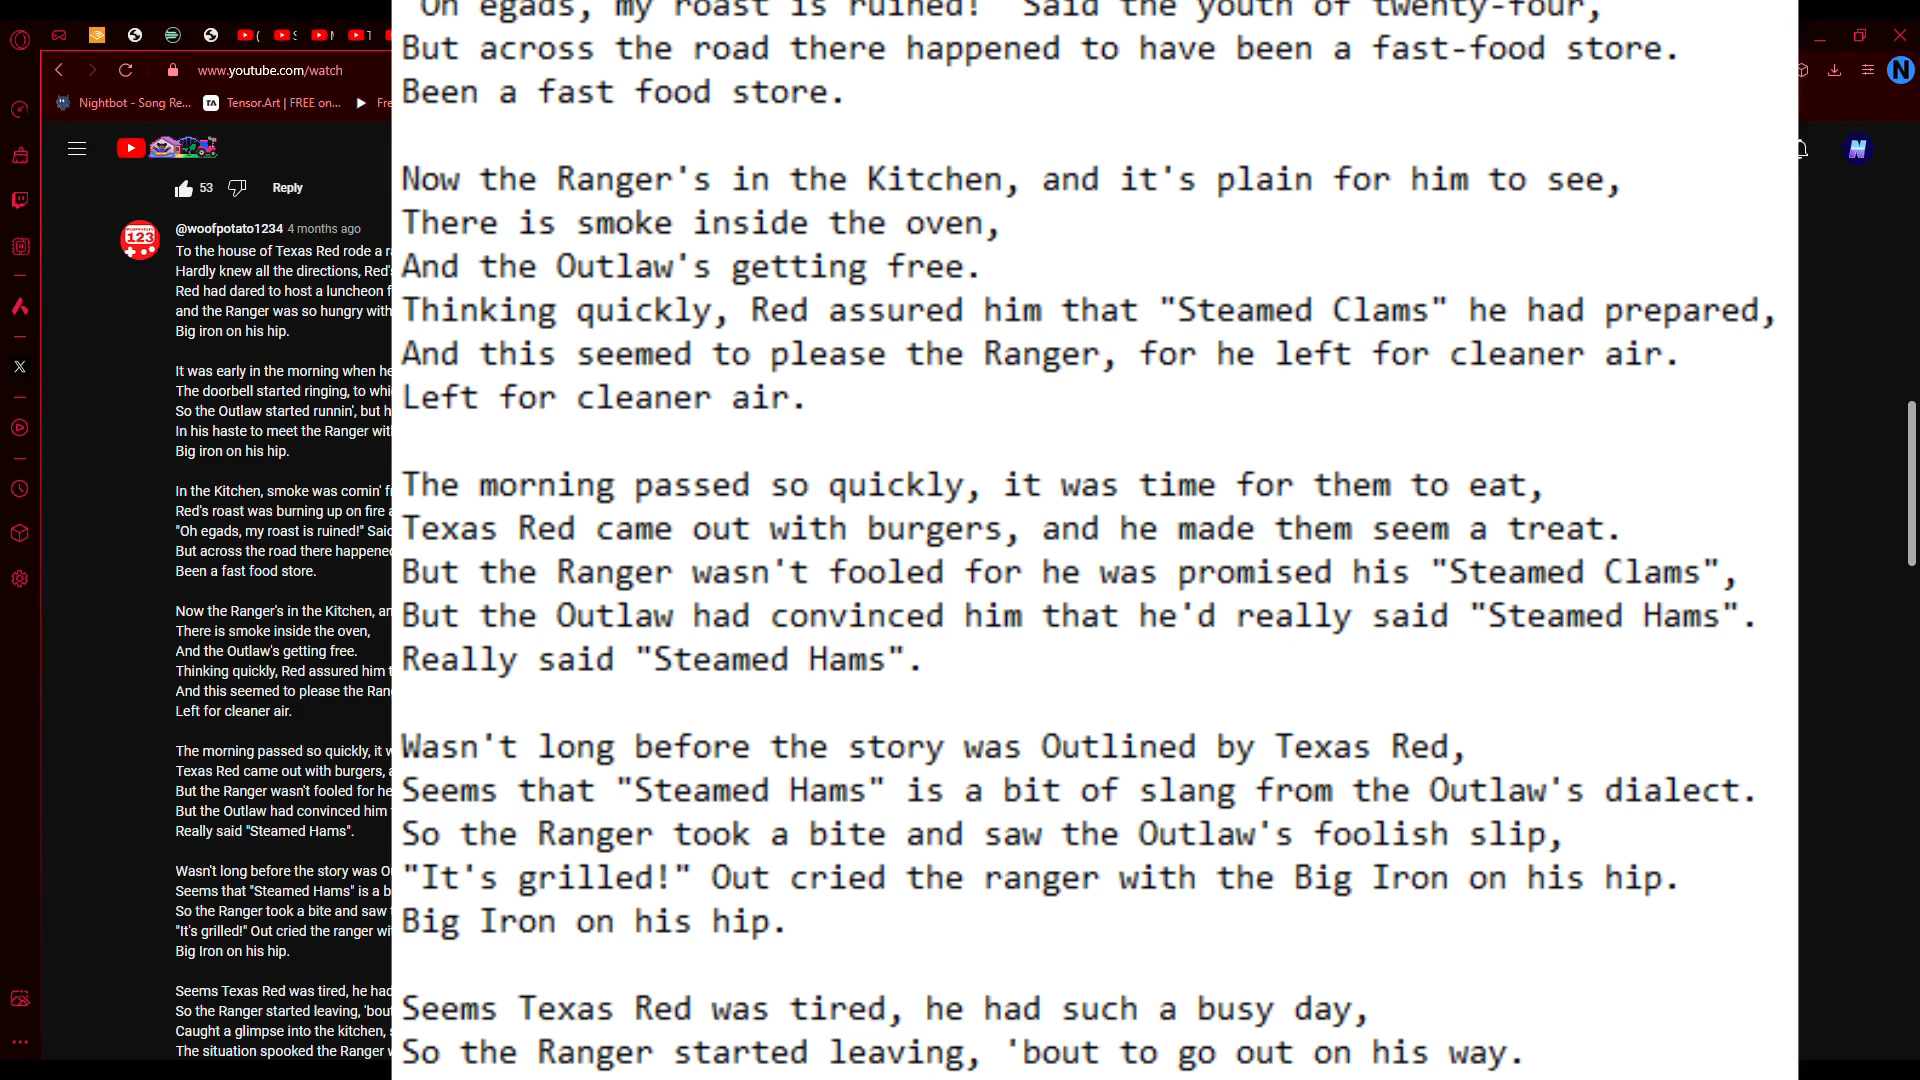 www.youtube.com/watch
Nightbot - Song Re...
TA Tensor.Art | FREE on...
N
53
Reply
@woofpotato1234 4 months ago
123
To the house of Texas Red rode a
Hardly knew all the directions, Red's
Red had dared to host a luncheon
and the Ranger was so hungry with
Big iron on his hip.
It was early in the morning when he
The doorbell started ringing, to
So the Outlaw started runnin', but
In his haste to meet the Ranger
Big iron on his hip.
In the Kitchen, smoke was comin'
Red's roast was burning up on fire
"Oh egads, my roast is ruined!"
But across the road there happened
Been a fast food store.
Now the Ranger's in the Kitchen,
There is smoke inside the oven,
And the Outlaw's getting free.
Thinking quickly, Red assured him
And this seemed to please the
Left for cleaner air.
The morning passed so quickly, it
Texas Red came out with burgers,
But the Ranger wasn't fooled for he
But the Outlaw had convinced him
Really said "Steamed Hams".
Wasn't long before the story was
Seems that "Steamed Hams" is a
So the Ranger took a bite and saw
"It's grilled!" Out cried the ranger
Big Iron on his hip.
Seems Texas Red was tired, he had
So the Ranger started leaving,
Caught a glimpse into the kitchen,
The situation spooked the Ranger
"Oh egads, my roast is ruined!" Said the youth of twenty-four,
But across the road there happened to have been a fast-food store.
Been a fast food store.
Now the Ranger's in the Kitchen, and it's plain for him to see,
There is smoke inside the oven,
And the Outlaw's getting free.
Thinking quickly, Red assured him that "Steamed Clams" he had prepared,
And this seemed to please the Ranger, for he left for cleaner air.
Left for cleaner air.
The morning passed so quickly, it was time for them to eat,
Texas Red came out with burgers, and he made them seem a treat.
But the Ranger wasn't fooled for he was promised his "Steamed Clams",
But the Outlaw had convinced him that he'd really said "Steamed Hams".
Really said "Steamed Hams".
Wasn't long before the story was Outlined by Texas Red,
Seems that "Steamed Hams" is a bit of slang from the Outlaw's dialect.
So the Ranger took a bite and saw the Outlaw's foolish slip,
"It's grilled!" Out cried the ranger with the Big Iron on his hip.
Big Iron on his hip.
Seems Texas Red was tired, he had such a busy day,
So the Ranger started leaving, 'bout to go out on his way.